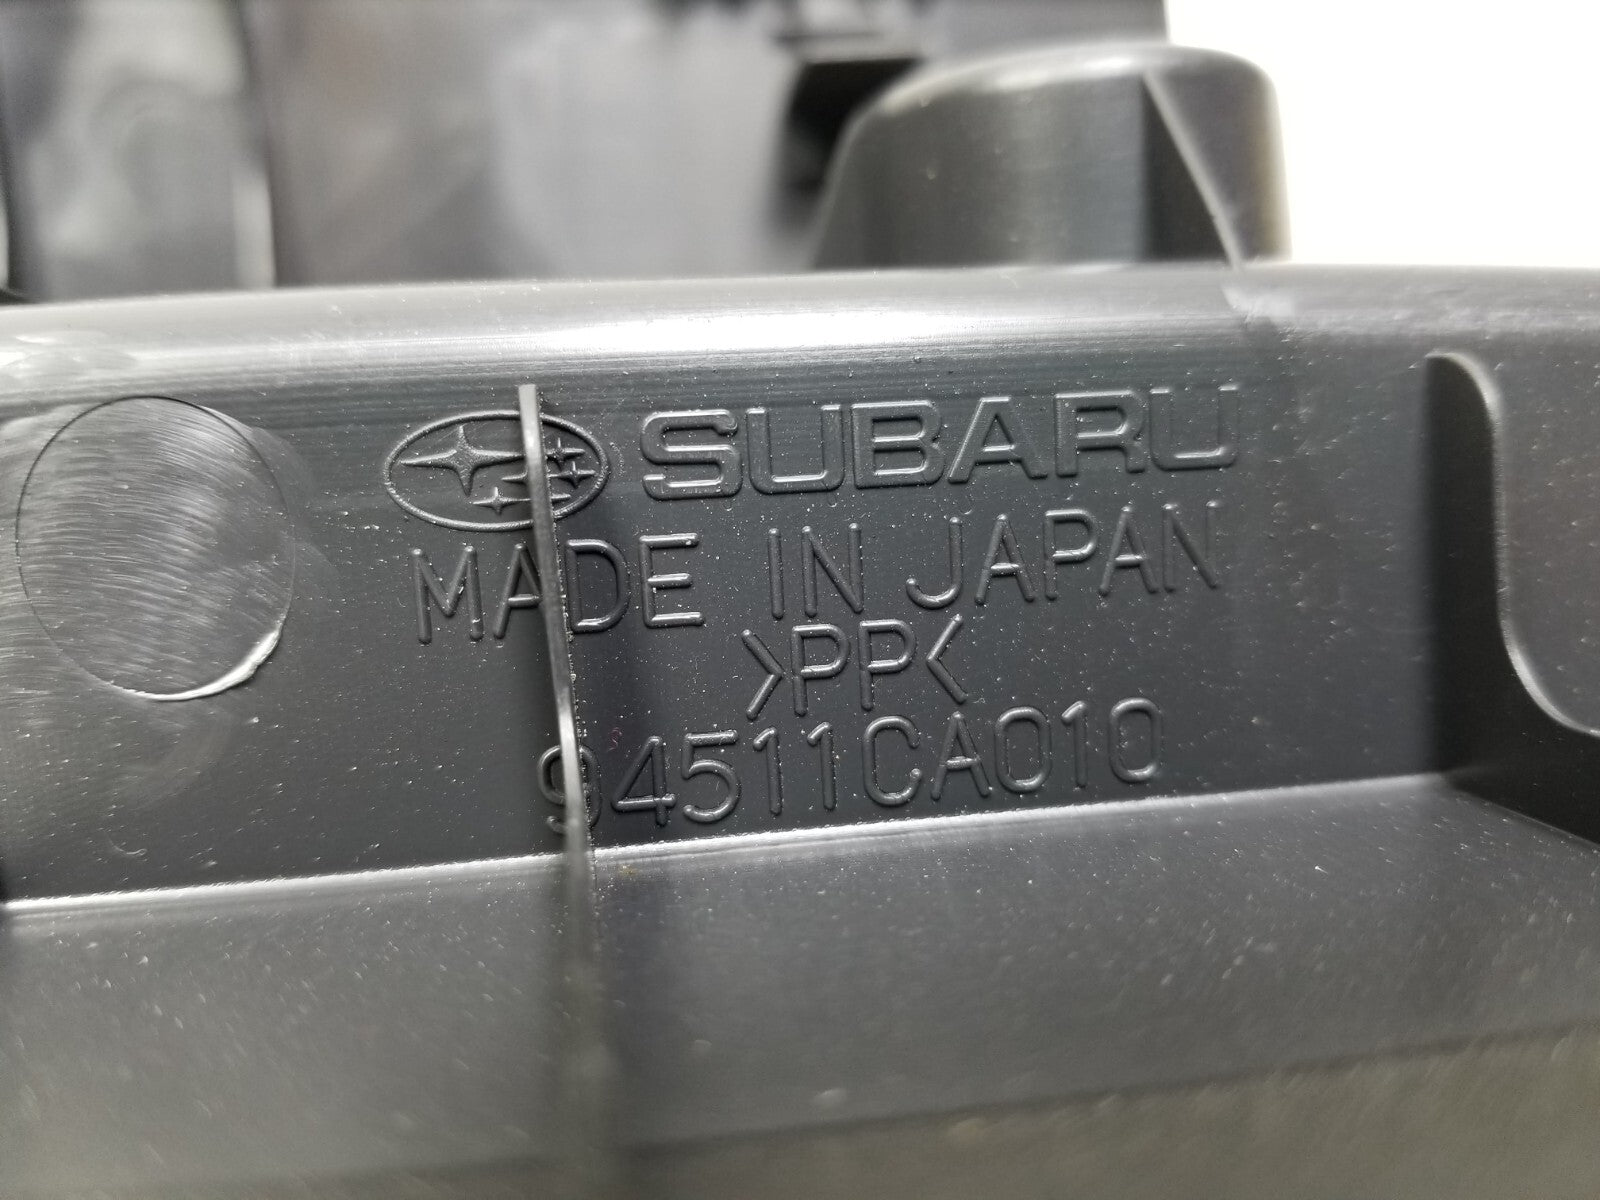 SUBARU
MADE IN JAPAN
>PP<
94511CA010